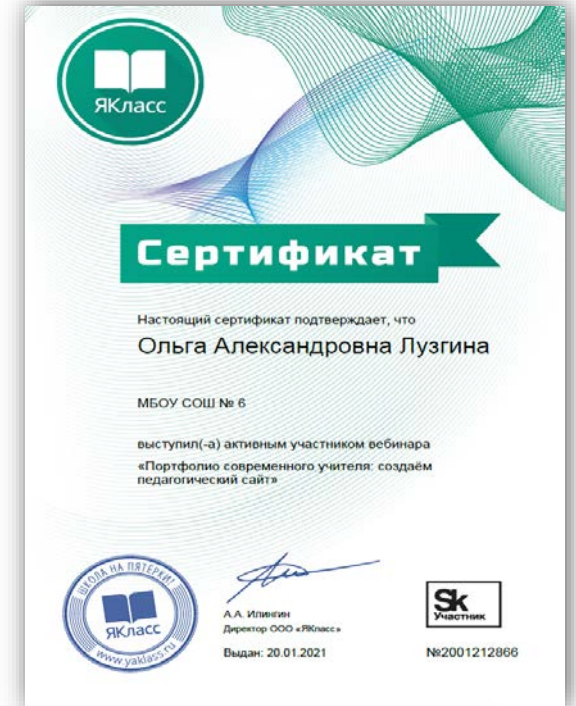 ЯКласс
Сертификат
Настоящий сертификат подтверждает, что
Ольга Александровна Лузгина
МБОУ СОШ № 6
выступил(-а) активным участником вебинара
«Портфолио современного учителя: создаём
педагогический сайт»
ШКОЛА НА ПЯТЕРКИ!
ЯКласс
www.yaklass.ru
А.А. Илингин
Директор ООО «ЯКласс»
Выдан: 20.01.2021
Sk
Участник
№2001212866